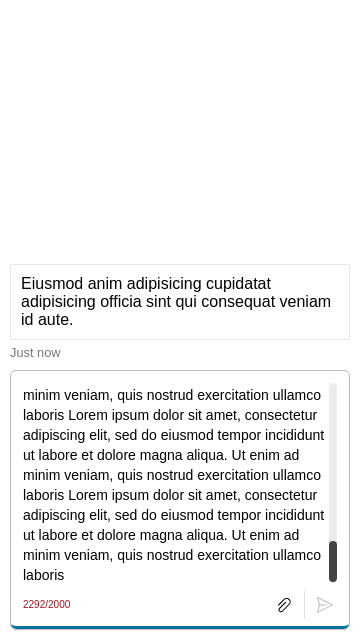 Eiusmod anim adipisicing cupidatat
adipisicing officia sint qui consequat veniam
id aute.
Just now
minim veniam, quis nostrud exercitation ullamco
laboris Lorem ipsum dolor sit amet, consectetur
adipiscing elit, sed do eiusmod tempor incididunt
ut labore et dolore magna aliqua. Ut enim ad
minim veniam, quis nostrud exercitation ullamco
laboris Lorem ipsum dolor sit amet, consectetur
adipiscing elit, sed do eiusmod tempor incididunt
ut labore et dolore magna aliqua. Ut enim ad
minim veniam, quis nostrud exercitation ullamco
laboris
2292/2000